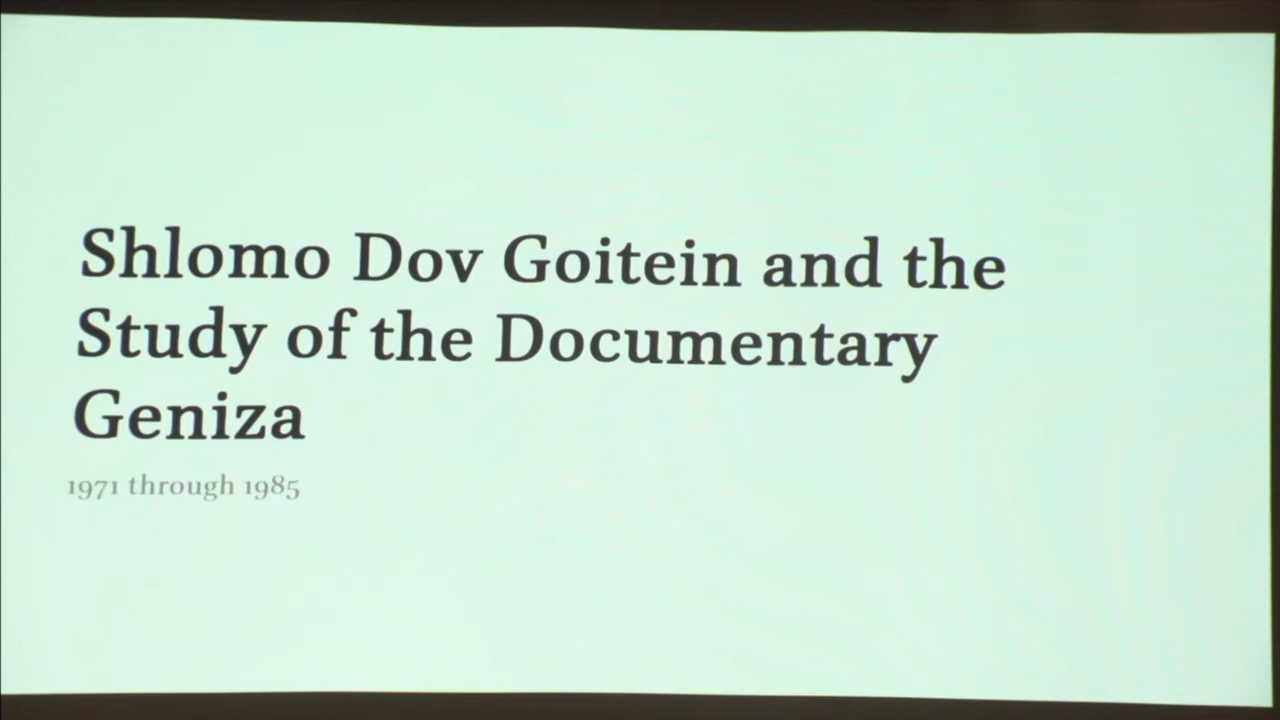 Shlomo Dov Goitein and the
Study of the Documentary
Geniza
1971 through 1985